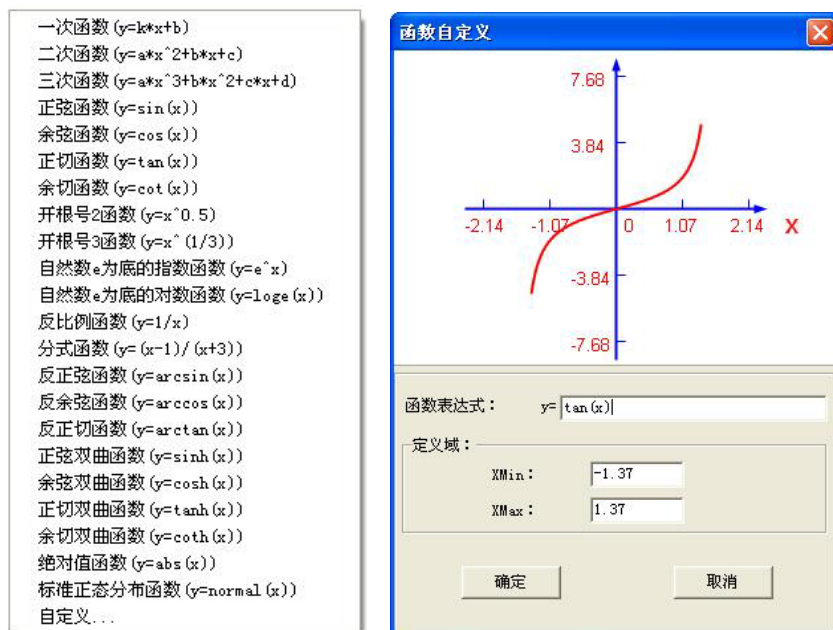 一次函数(y=k*x+b)
二次函数(y=a*x^2+b*x+c)
三次函数(y=a*x^3+b*x^2+c*x+d)
正弦函数(y=sin(x))
余弦函数(y=cos(x))
正切函数(y=tan(x))
余切函数(y=cot(x))
开根号2函数(y=x^0.5)
开根号3函数(y=x^(1/3))
自然数e为底的指数函数(y=e^x)
自然数e为底的对数函数(y=loge(x))
反比例函数(y=1/x)
分式函数(y=(x-1)/(x+3))
反正弦函数(y=arcsin(x))
反余弦函数(y=arccos(x))
反正切函数(y=arctan(x))
正弦双曲函数(y=sinh(x))
余弦双曲函数(y=cosh(x))
正切双曲函数(y=tanh(x))
余切双曲函数(y=coth(x))
绝对值函数(y=abs(x))
标准正态分布函数(y=normal(x))
自定义...
函数自定义
7.68
3.84
-2.14 -1.07 0 1.07 2.14 X
-3.84
-7.68
函数表达式： y= tan(x)
定义域：
XMin： -1.37
XMax： 1.37
确定 取消